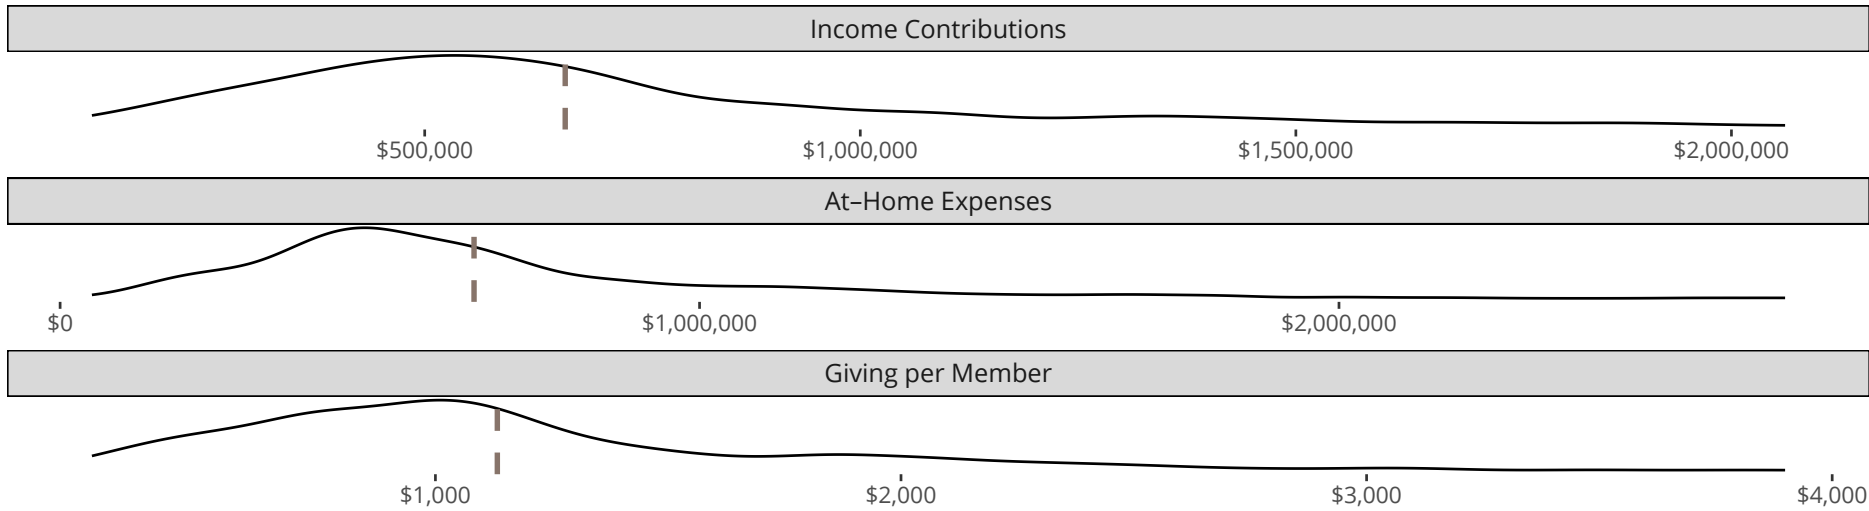 Income Contributions
$500,000 $1,000,000 $1,500,000 $2,000,000
At–Home Expenses
$0 $1,000,000 $2,000,000
Giving per Member
$1,000 $2,000 $3,000 $4,000